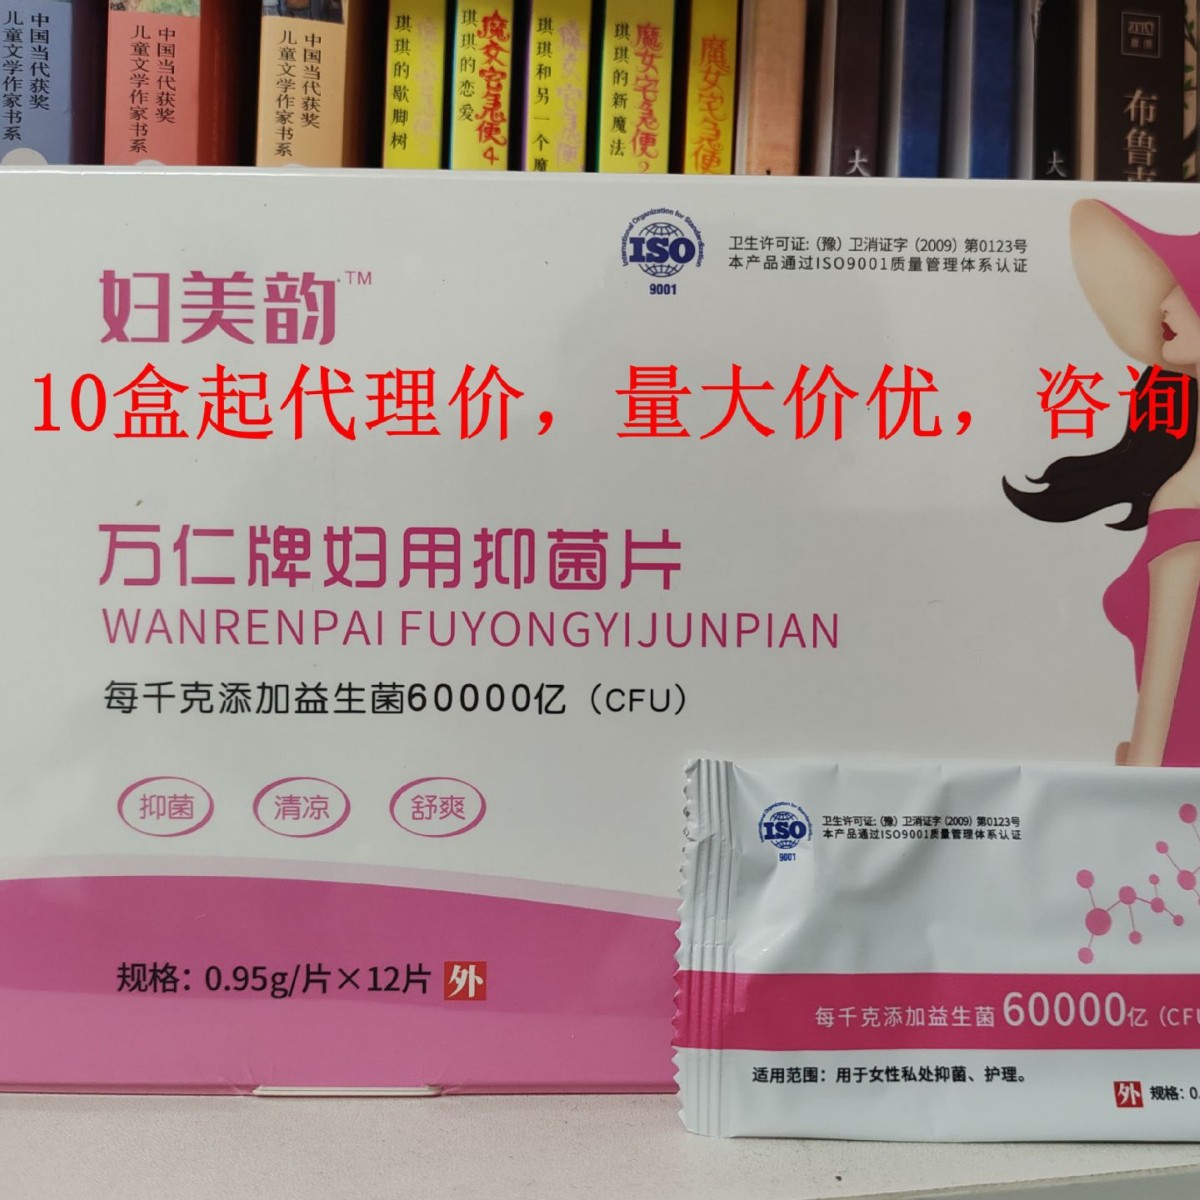 中国当代获奖
儿童文学作家书系
中国当代获奖
儿童文学作家书系
中国当代获奖
儿童文学作家书系
琪琪的歇脚树
魔女宅急便
琪琪的恋爱
魔女宅急便4
琪琪和另一个魔
魔女宅急便
琪琪的新魔法
魔女宅急便2
魔女宅急便
大
大
布鲁克
International Organization for Standardization
ISO
9001
卫生许可证:(豫)卫消证字(2009)第0123号
本产品通过ISO9001质量管理体系认证
妇美韵™
10盒起代理价，量大价优，咨询
万仁牌妇用抑菌片
WANRENPAI FUYONGYIJUNPIAN
每千克添加益生菌60000亿（CFU）
抑菌 清凉 舒爽
规格：0.95g/片×12片 外
ISO
9001
卫生许可证:(豫)卫消证字(2009)第0123号
本产品通过ISO9001质量管理体系认证
每千克添加益生菌60000亿（CFU
适用范围：用于女性私处抑菌、护理。
外 规格：0.